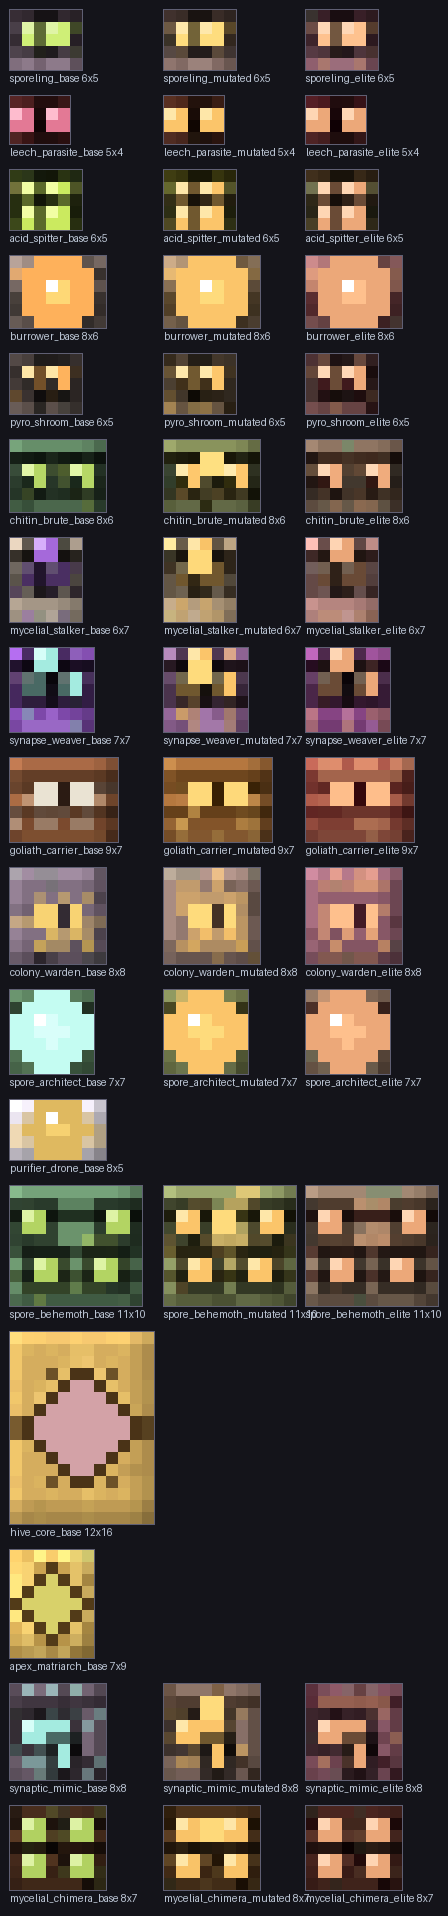 sporeling_base 6x5 sporeling_mutated 6x5 sporeling_elite 6x5
leech_parasite_base 5x4 leech_parasite_mutated 5x4 leech_parasite_elite 5x4
acid_spitter_base 6x5 acid_spitter_mutated 6x5 acid_spitter_elite 6x5
burrower_base 8x6 burrower_mutated 8x6 burrower_elite 8x6
pyro_shroom_base 6x5 pyro_shroom_mutated 6x5 pyro_shroom_elite 6x5
chitin_brute_base 8x6 chitin_brute_mutated 8x6 chitin_brute_elite 8x6
mycelial_stalker_base 6x7 mycelial_stalker_mutated 6x7 mycelial_stalker_elite 6x7
synapse_weaver_base 7x7 synapse_weaver_mutated 7x7 synapse_weaver_elite 7x7
goliath_carrier_base 9x7 goliath_carrier_mutated 9x7 goliath_carrier_elite 9x7
colony_warden_base 8x8 colony_warden_mutated 8x8 colony_warden_elite 8x8
spore_architect_base 7x7 spore_architect_mutated 7x7 spore_architect_elite 7x7
purifier_drone_base 8x5
spore_behemoth_base 11x10 spore_behemoth_mutated 11x10 spore_behemoth_elite 11x10
hive_core_base 12x16
apex_matriarch_base 7x9
synaptic_mimic_base 8x8 synaptic_mimic_mutated 8x8 synaptic_mimic_elite 8x8
mycelial_chimera_base 8x7 mycelial_chimera_mutated 8x7 mycelial_chimera_elite 8x7